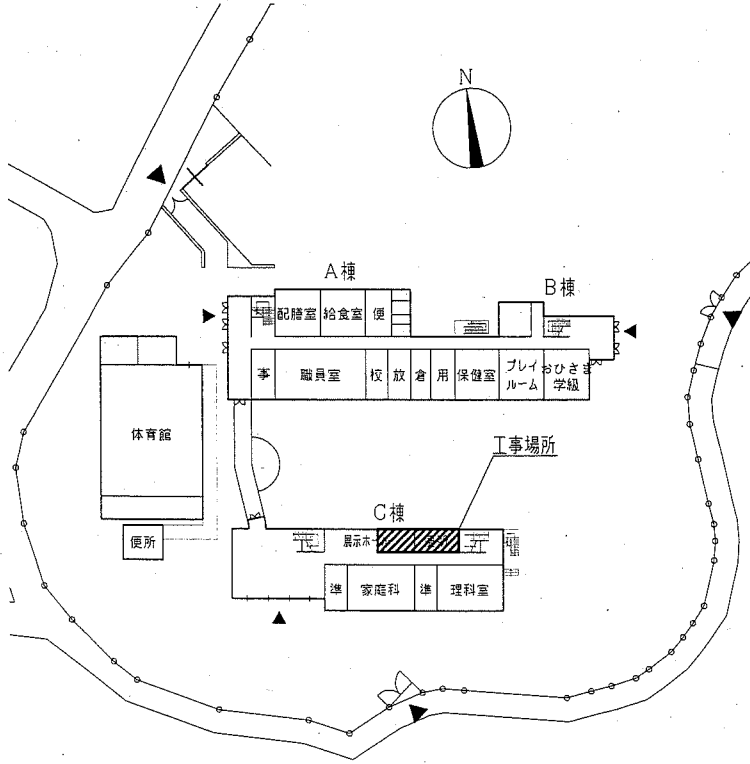 N
A棟
B棟
配膳室
給食室
便
事
職員室
校
放
倉
用
保健室
プレイ
ルーム
おひさま
学級
体育館
便所
工事場所
C棟
展示ホ
準
家庭科
準
理科室